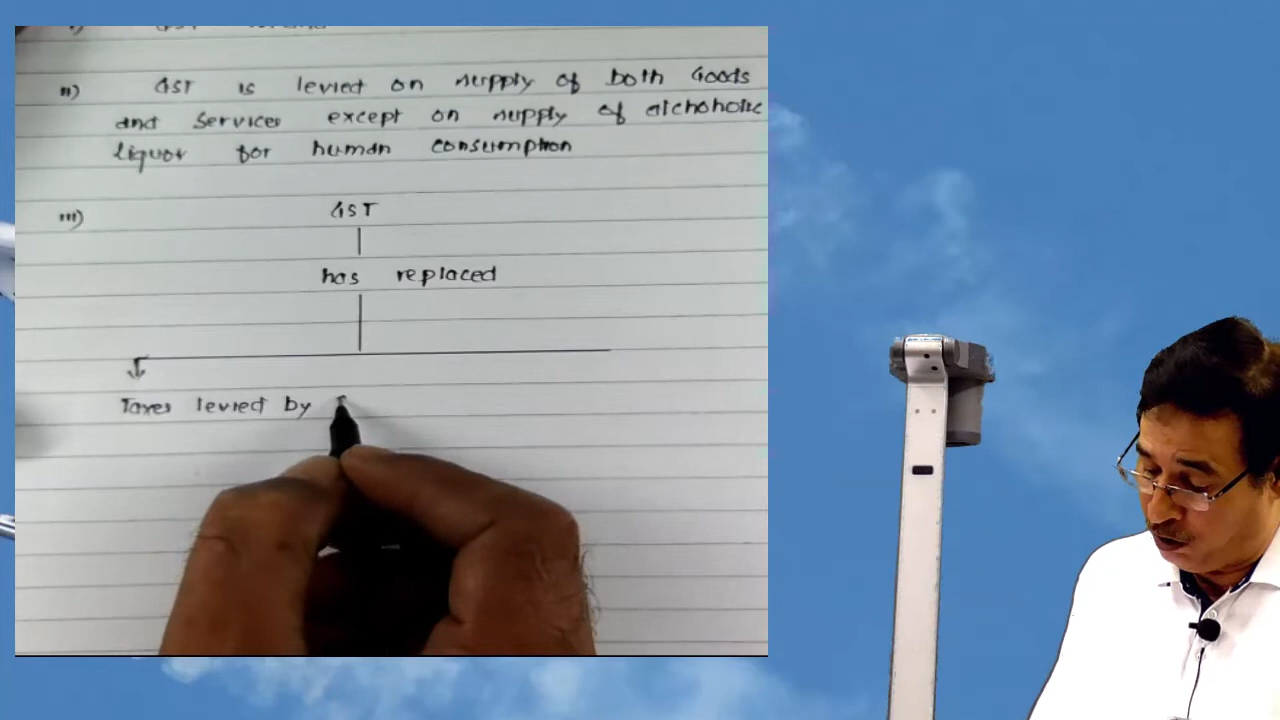 ii) GST is levied on supply of both Goods
and Services except on supply of alchoholic
liquor for human consumption
iii) GST
has replaced
Taxes levied by